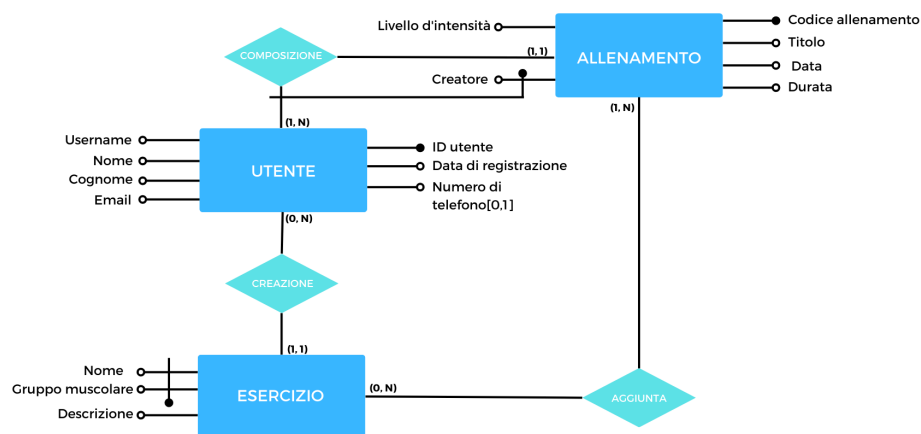 Livello d'intensità
Codice allenamento
COMPOSIZIONE
(1, 1)
ALLENAMENTO
Titolo
Data
Creatore
Durata
(1, N)
(1, N)
Username
Nome
Cognome
Email
UTENTE
ID utente
Data di registrazione
Numero di
telefono[0,1]
(0, N)
CREAZIONE
(1, 1)
Nome
Gruppo muscolare
Descrizione
ESERCIZIO
(0, N)
AGGIUNTA